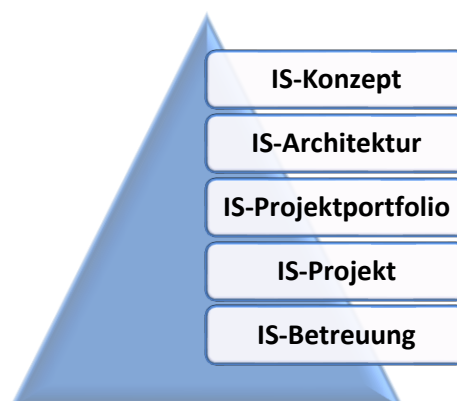 IS-Konzept
IS-Architektur
IS-Projektportfolio
IS-Projekt
IS-Betreuung